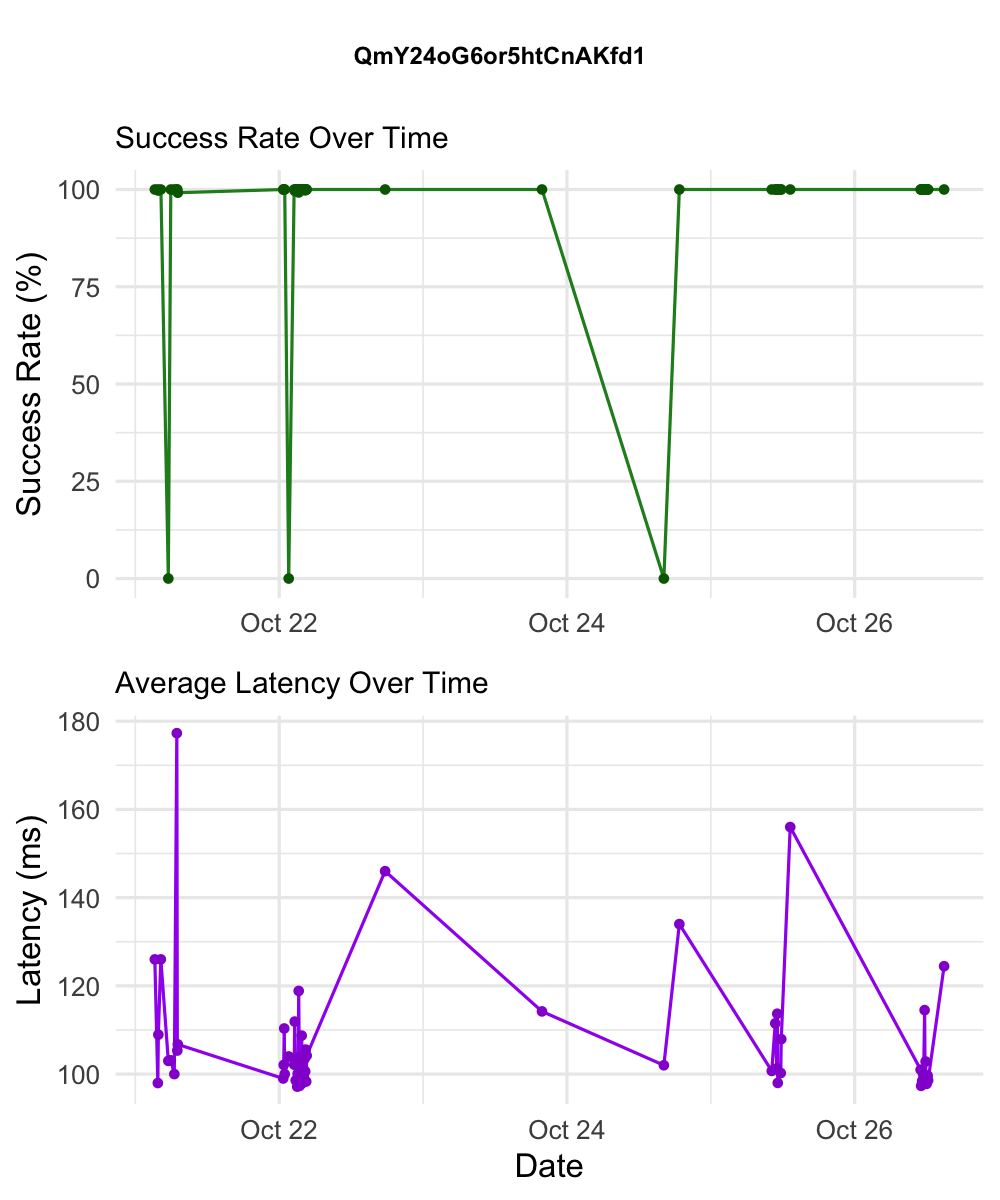 QmY24oG6or5htCnAKfd1
Success Rate Over Time
Success Rate (%)
100
75
50
25
0
Oct 22 Oct 24 Oct 26
Average Latency Over Time
Latency (ms)
180
160
140
120
100
Oct 22 Oct 24 Oct 26
Date